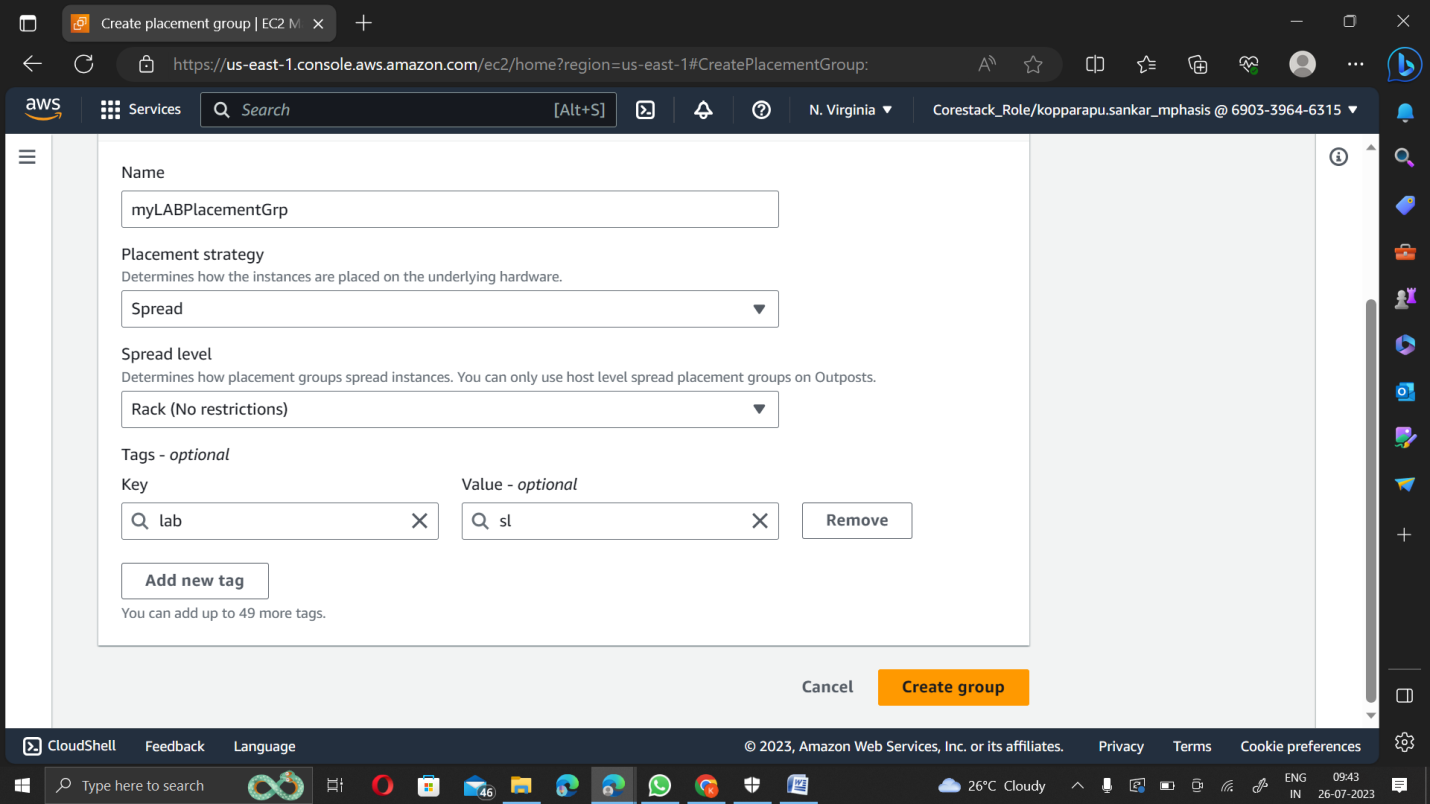 Create placement group | EC2 M
https://us-east-1.console.aws.amazon.com/ec2/home?region=us-east-1#CreatePlacementGroup:
aws Services Search [Alt+S] N. Virginia Corestack_Role/kopparapu.sankar_mphasis @ 6903-3964-6315
Name
myLABPlacementGrp
Placement strategy
Determines how the instances are placed on the underlying hardware.
Spread
Spread level
Determines how placement groups spread instances. You can only use host level spread placement groups on Outposts.
Rack (No restrictions)
Tags - optional
Key Value - optional
lab sl Remove
Add new tag
You can add up to 49 more tags.
Cancel Create group
CloudShell Feedback Language © 2023, Amazon Web Services, Inc. or its affiliates. Privacy Terms Cookie preferences
Type here to search 46 26°C Cloudy ENG 09:43
IN 26-07-2023